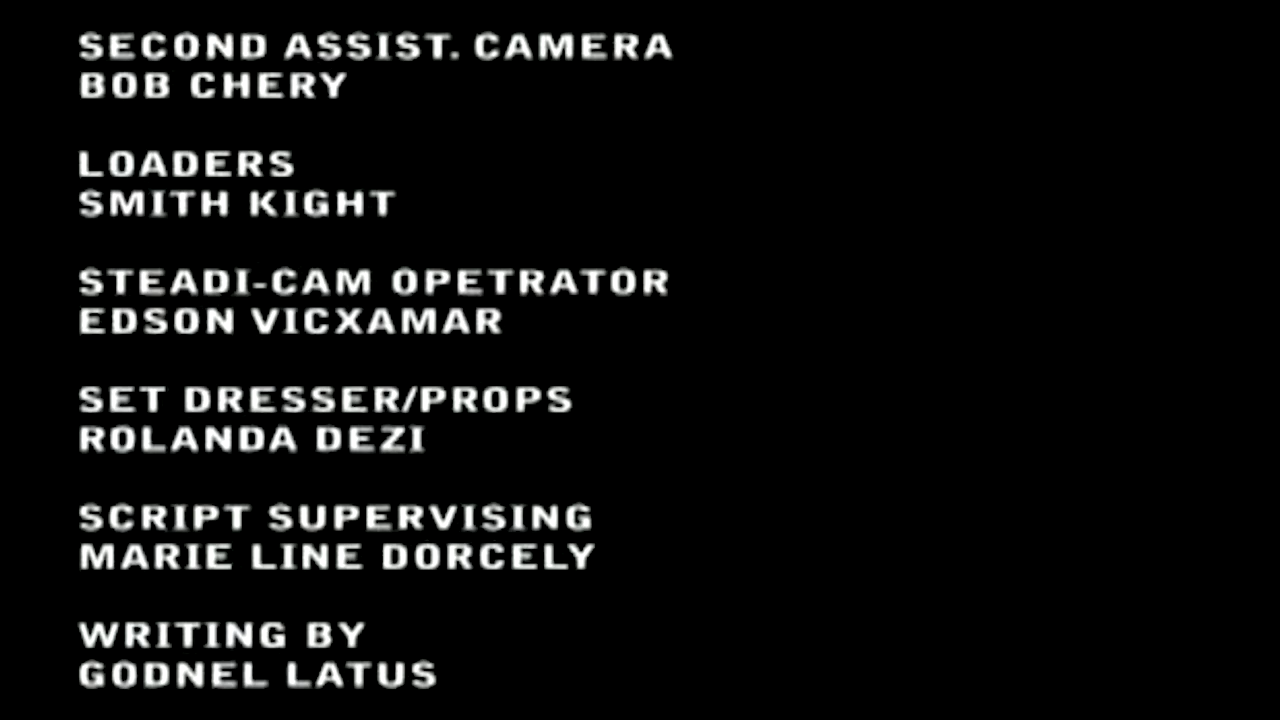 SECOND ASSIST. CAMERA
BOB CHERY
LOADERS
SMITH KIGHT
STEADI-CAM OPETRATOR
EDSON VICXAMAR
SET DRESSER/PROPS
ROLANDA DEZI
SCRIPT SUPERVISING
MARIE LINE DORCELY
WRITING BY
GODNEL LATUS